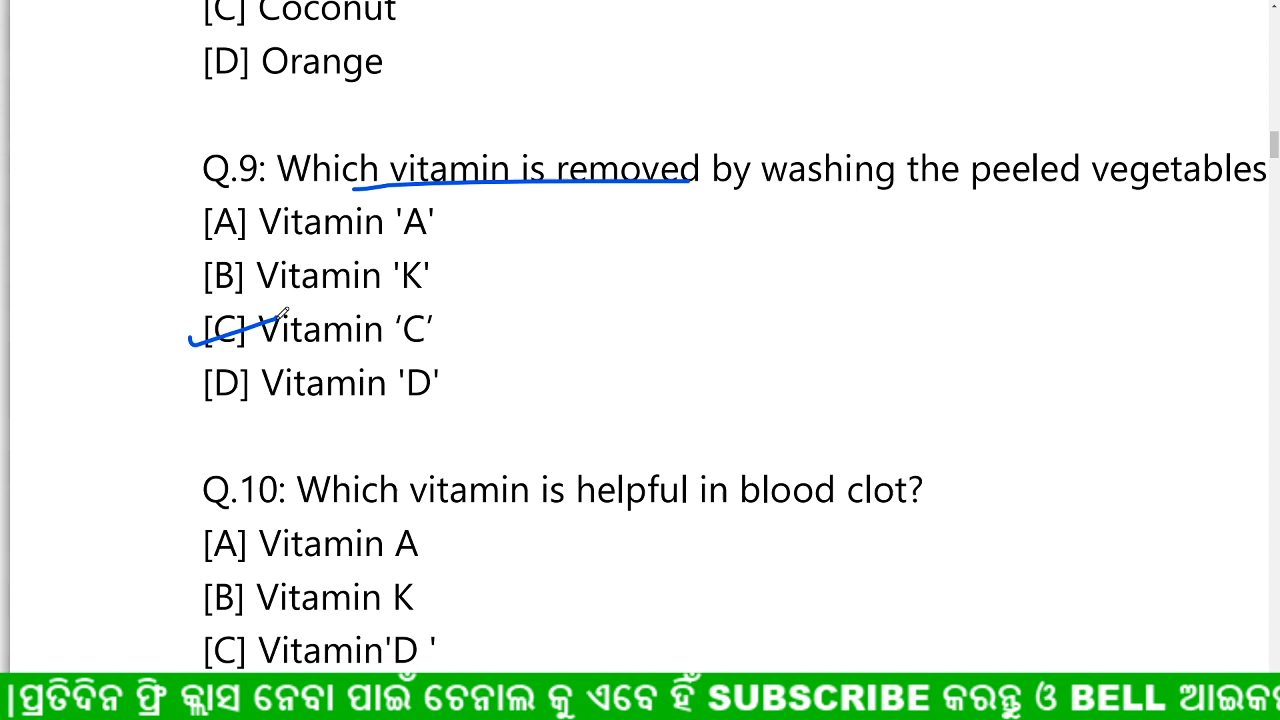 [C] Coconut
[D] Orange
Q.9: Which vitamin is removed by washing the peeled vegetables
[A] Vitamin 'A'
[B] Vitamin 'K'
[C] Vitamin ‘C’
[D] Vitamin 'D'
Q.10: Which vitamin is helpful in blood clot?
[A] Vitamin A
[B] Vitamin K
[C] Vitamin'D '
|ପ୍ରତିଦିନ ଫ୍ରି କ୍ଲାସ ନେବା ପାଇଁ ଚେନାଲ କୁ ଏବେ ହିଁ SUBSCRIBE କରନ୍ତୁ ଓ BELL ଆଇକ